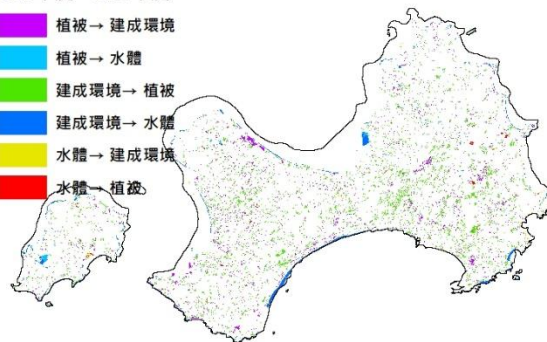 植被→ 建成環境
植被→ 水體
建成環境→ 植被
建成環境→ 水體
水體→ 建成環境
水體→ 植被